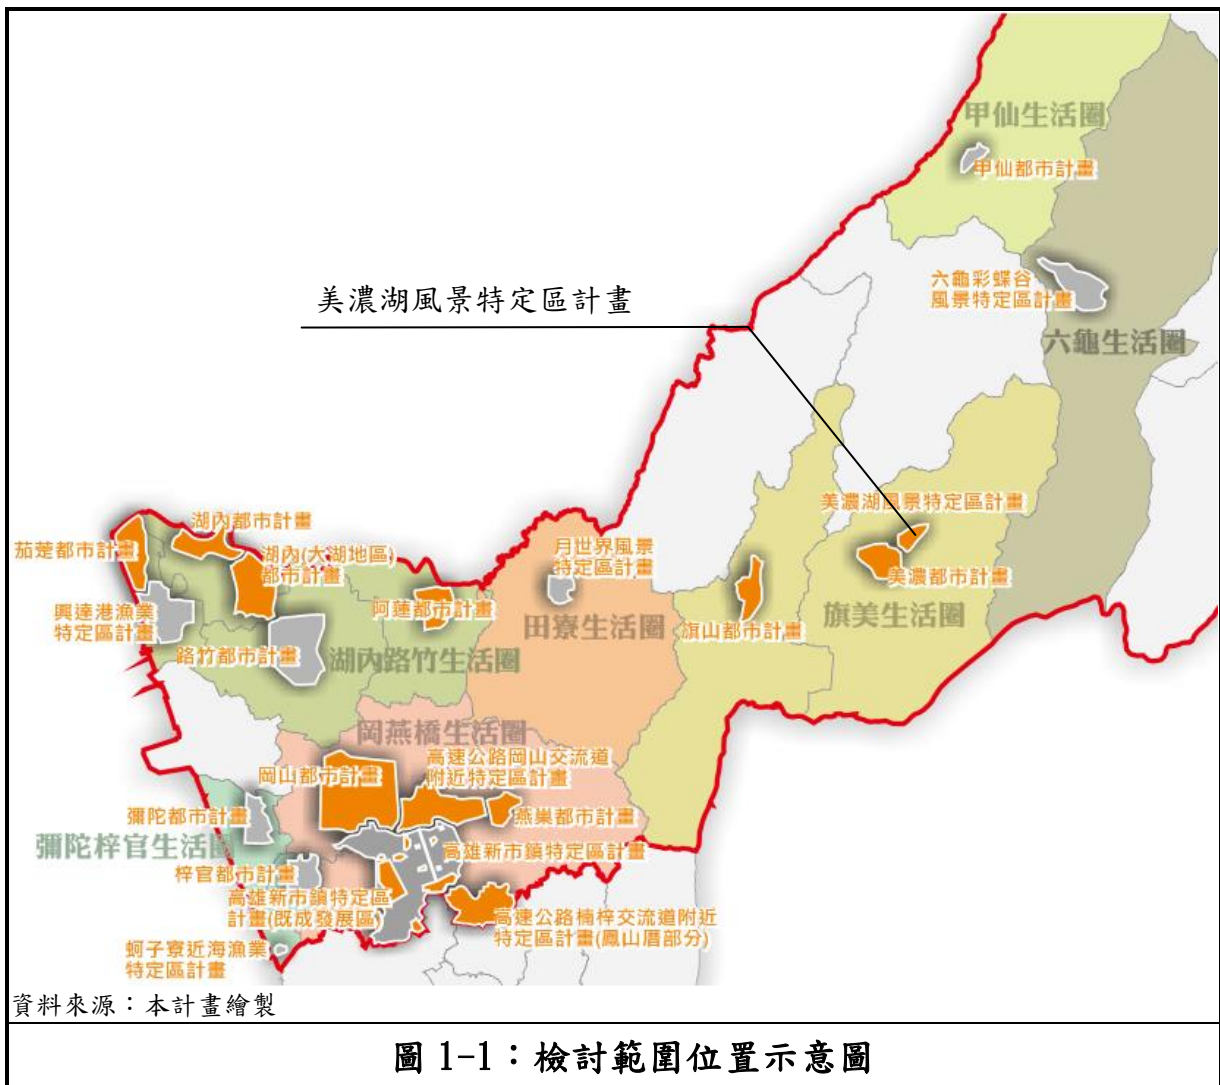 甲仙生活圈
甲仙都市計畫
六龜彩蝶谷
風景特定區計畫
六龜生活圈
美濃湖風景特定區計畫
美濃湖風景特定區計畫
美濃都市計畫
旗美生活圈
旗山都市計畫
月世界風景
特定區計畫
田寮生活圈
湖內都市計畫
茄萣都市計畫
湖內(大湖地區)
都市計畫
興達港漁業
特定區計畫
阿蓮都市計畫
路竹都市計畫
湖內路竹生活圈
岡燕橋生活圈
岡山都市計畫
高速公路岡山交流道
附近特定區計畫
燕巢都市計畫
彌陀都市計畫
彌陀梓官生活圈
高雄新市鎮特定區計畫
梓官都市計畫
高雄新市鎮特定區
計畫(既成發展區)
高速公路楠梓交流道附近
特定區計畫(鳳山厝部分)
蚵子寮近海漁業
特定區計畫
資料來源：本計畫繪製
圖 1-1：檢討範圍位置示意圖